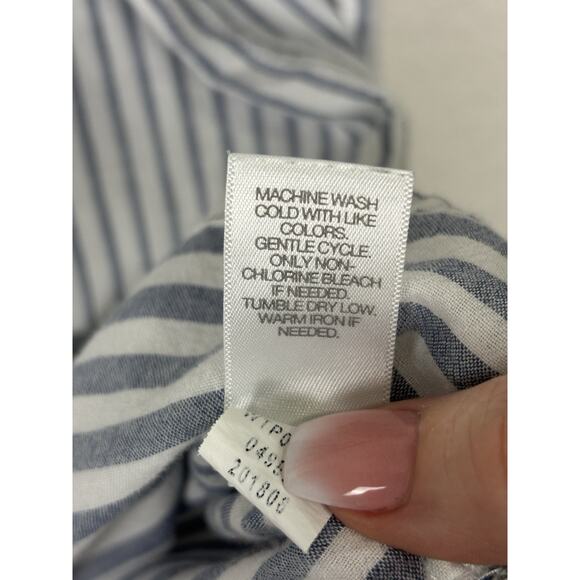 MACHINE WASH
COLD WITH LIKE
COLORS.
GENTLE CYCLE.
ONLY NON-
CHLORINE BLEACH
IF NEEDED.
TUMBLE DRY LOW.
WARM IRON IF
NEEDED.
201808